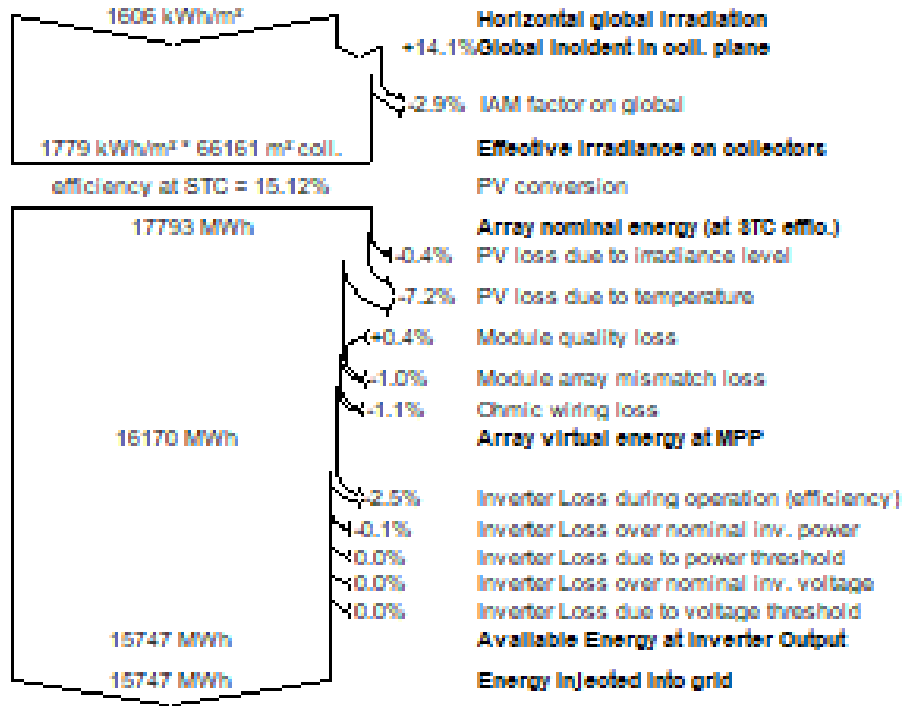 1606 kWh/m² Horizontal global irradiation
+14.1% Global incident in coll. plane
-2.9% IAM factor on global
1779 kWh/m² * 66161 m² coll. Effective irradiance on collectors
efficiency at STC = 15.12% PV conversion
17793 MWh Array nominal energy (at STC effic.)
-0.4% PV loss due to irradiance level
-7.2% PV loss due to temperature
+0.4% Module quality loss
-1.0% Module array mismatch loss
-1.1% Ohmic wiring loss
16170 MWh Array virtual energy at MPP
-2.5% Inverter Loss during operation (efficiency)
-0.1% Inverter Loss over nominal inv. power
0.0% Inverter Loss due to power threshold
0.0% Inverter Loss over nominal inv. voltage
0.0% Inverter Loss due to voltage threshold
15747 MWh Available Energy at Inverter Output
15747 MWh Energy injected into grid